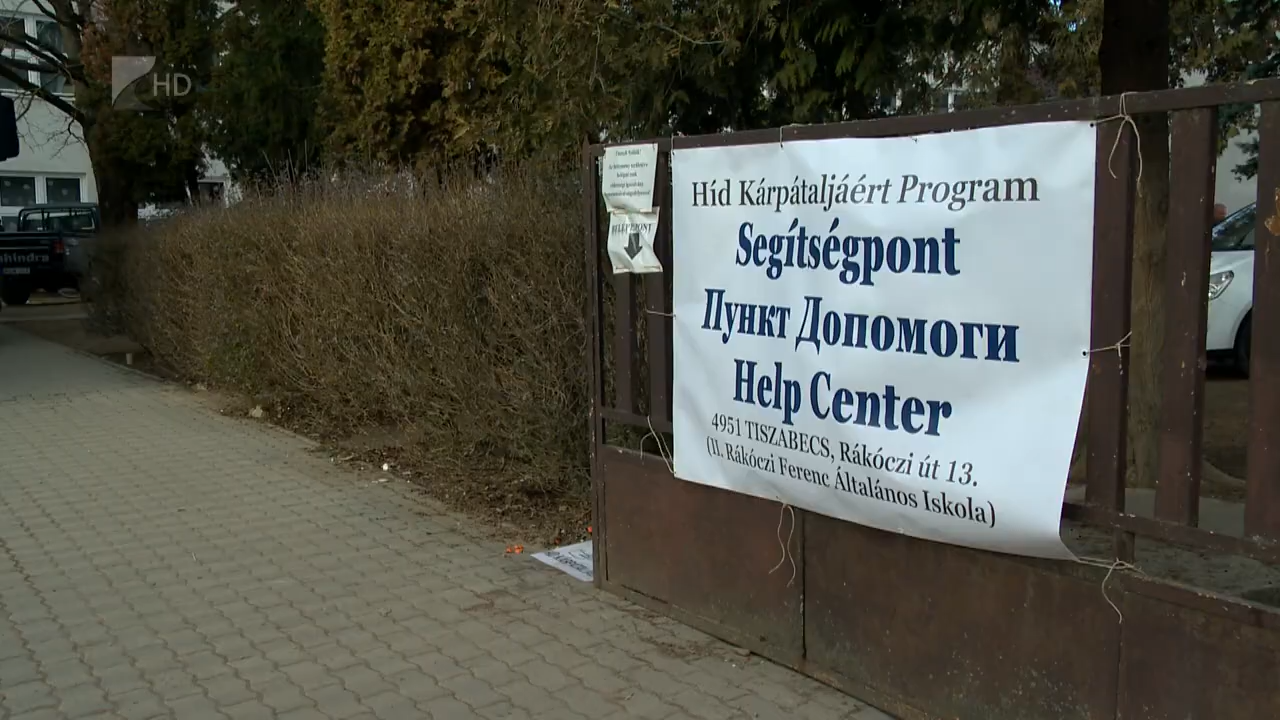 HD
Híd Kárpátaljáért Program
Segítségpont
Пункт Допомоги
Help Center
4951 TISZABECS, Rákóczi út 13.
(II. Rákóczi Ferenc Általános Iskola)
mahindra